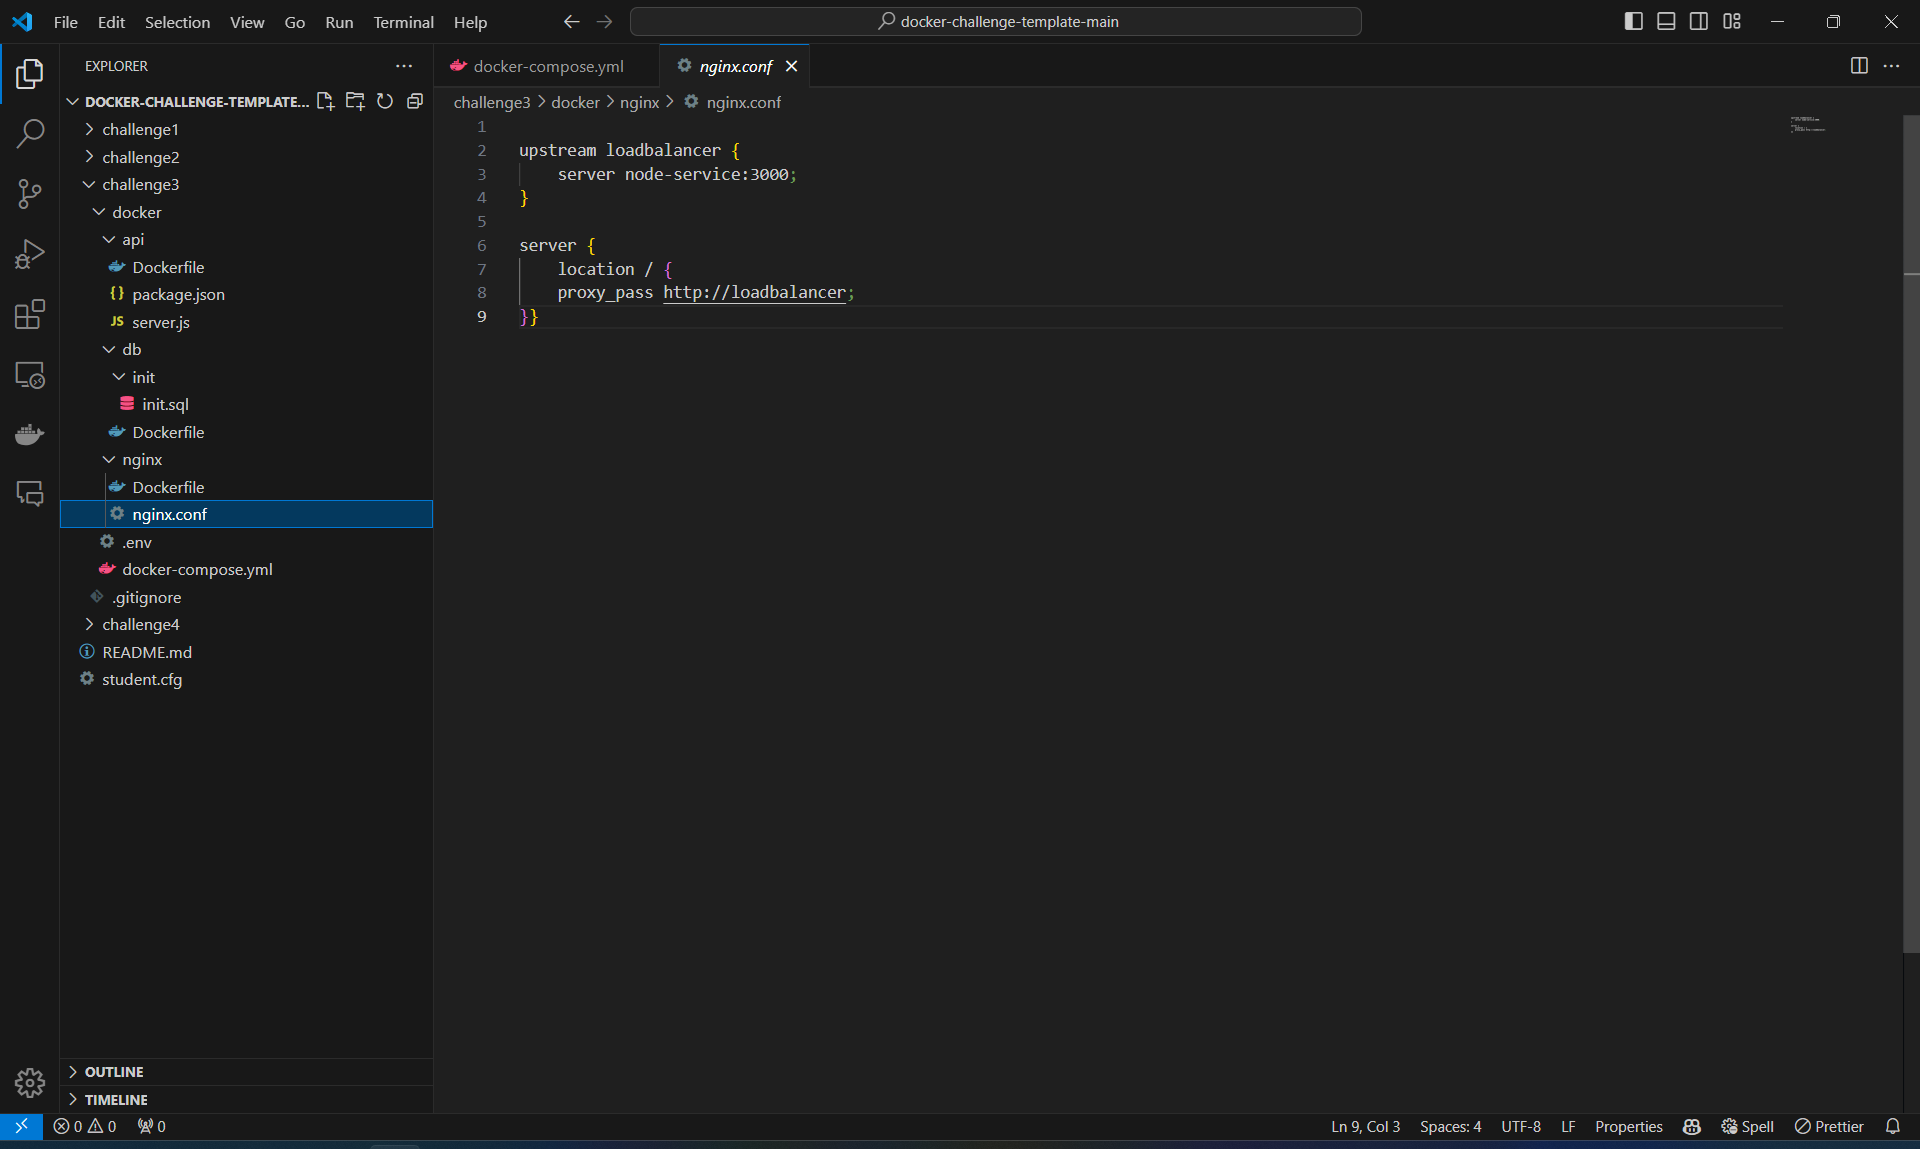 File Edit Selection View Go Run Terminal Help
docker-challenge-template-main
EXPLORER
DOCKER-CHALLENGE-TEMPLATE...
challenge1
challenge2
challenge3
docker
api
Dockerfile
package.json
JS server.js
db
init
init.sql
Dockerfile
nginx
Dockerfile
nginx.conf
.env
docker-compose.yml
.gitignore
challenge4
README.md
student.cfg
OUTLINE
TIMELINE
docker-compose.yml nginx.conf
challenge3 > docker > nginx > nginx.conf
1
2 upstream loadbalancer {
3 server node-service:3000;
4 }
5
6 server {
7 location / {
8 proxy_pass http://loadbalancer;
9 }}
0 0 0
Ln 9, Col 3 Spaces: 4 UTF-8 LF Properties Spell Prettier